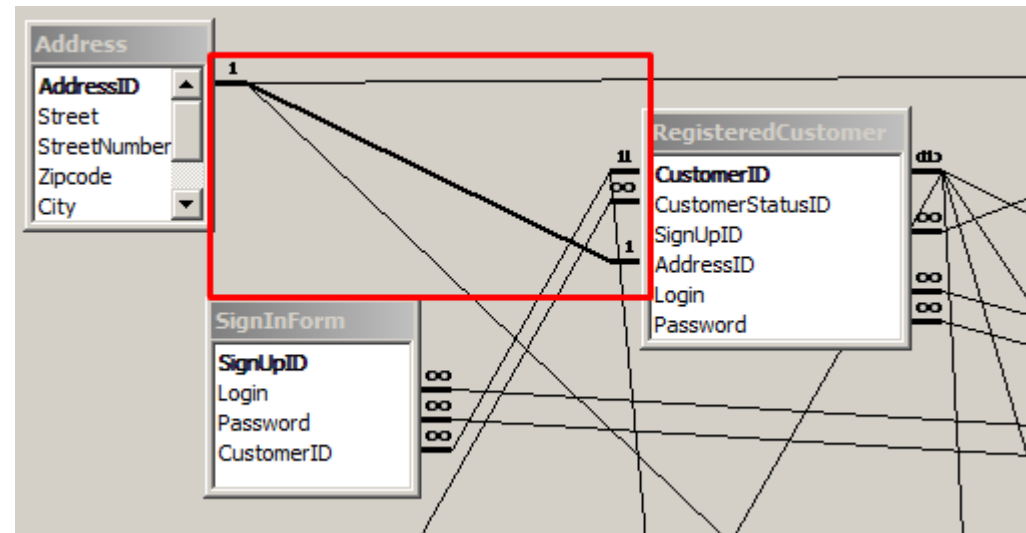 Address
AddressID
Street
StreetNumber
Zipcode
City
1
RegisteredCustomer
CustomerID
CustomerStatusID
SignUpID
AddressID
Login
Password
1
∞
1
∞
∞
∞
SignInForm
SignUpID
Login
Password
CustomerID
∞
∞
∞